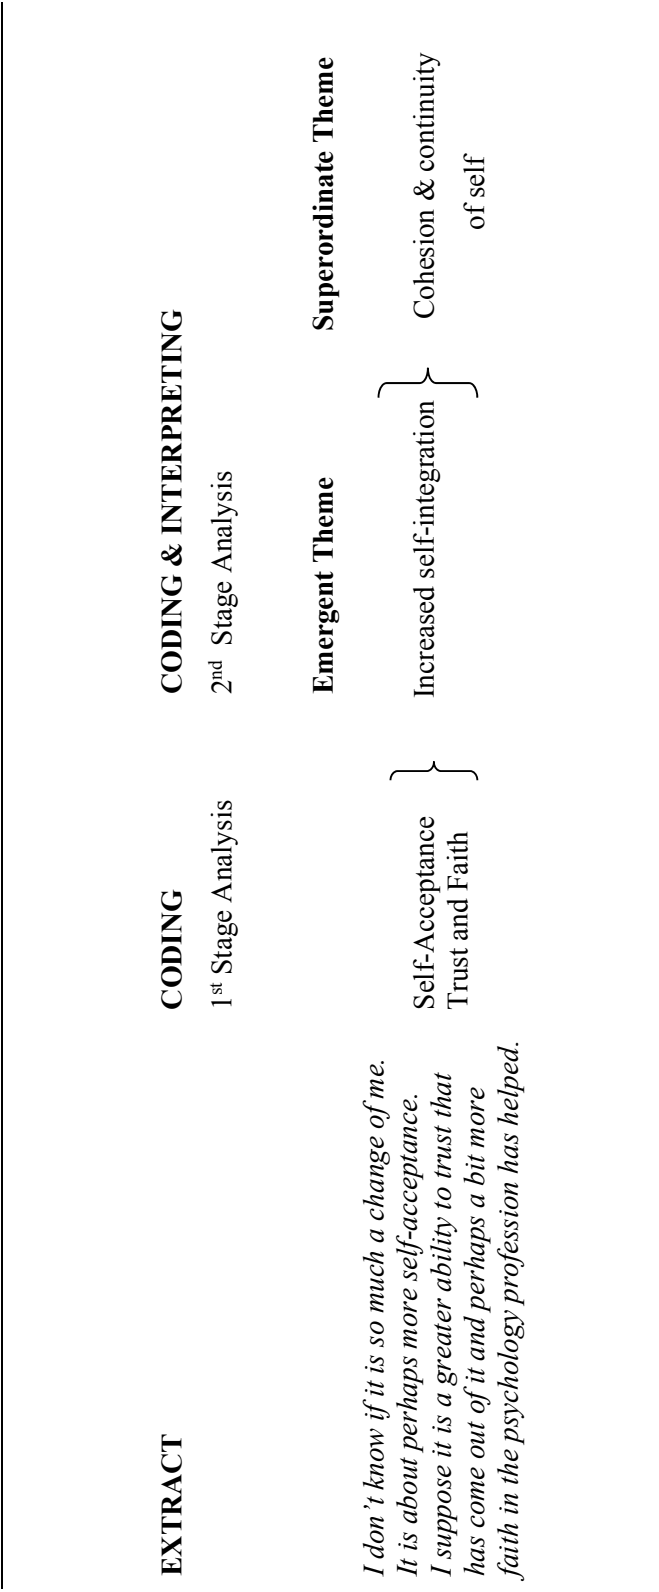 EXTRACT CODING CODING & INTERPRETING
1st Stage Analysis 2nd Stage Analysis
Emergent Theme Superordinate Theme
I don't know if it is so much a change of me.
It is about perhaps more self-acceptance.
I suppose it is a greater ability to trust that
has come out of it and perhaps a bit more
faith in the psychology profession has helped.
Self-Acceptance
Trust and Faith
Increased self-integration
Cohesion & continuity
of self